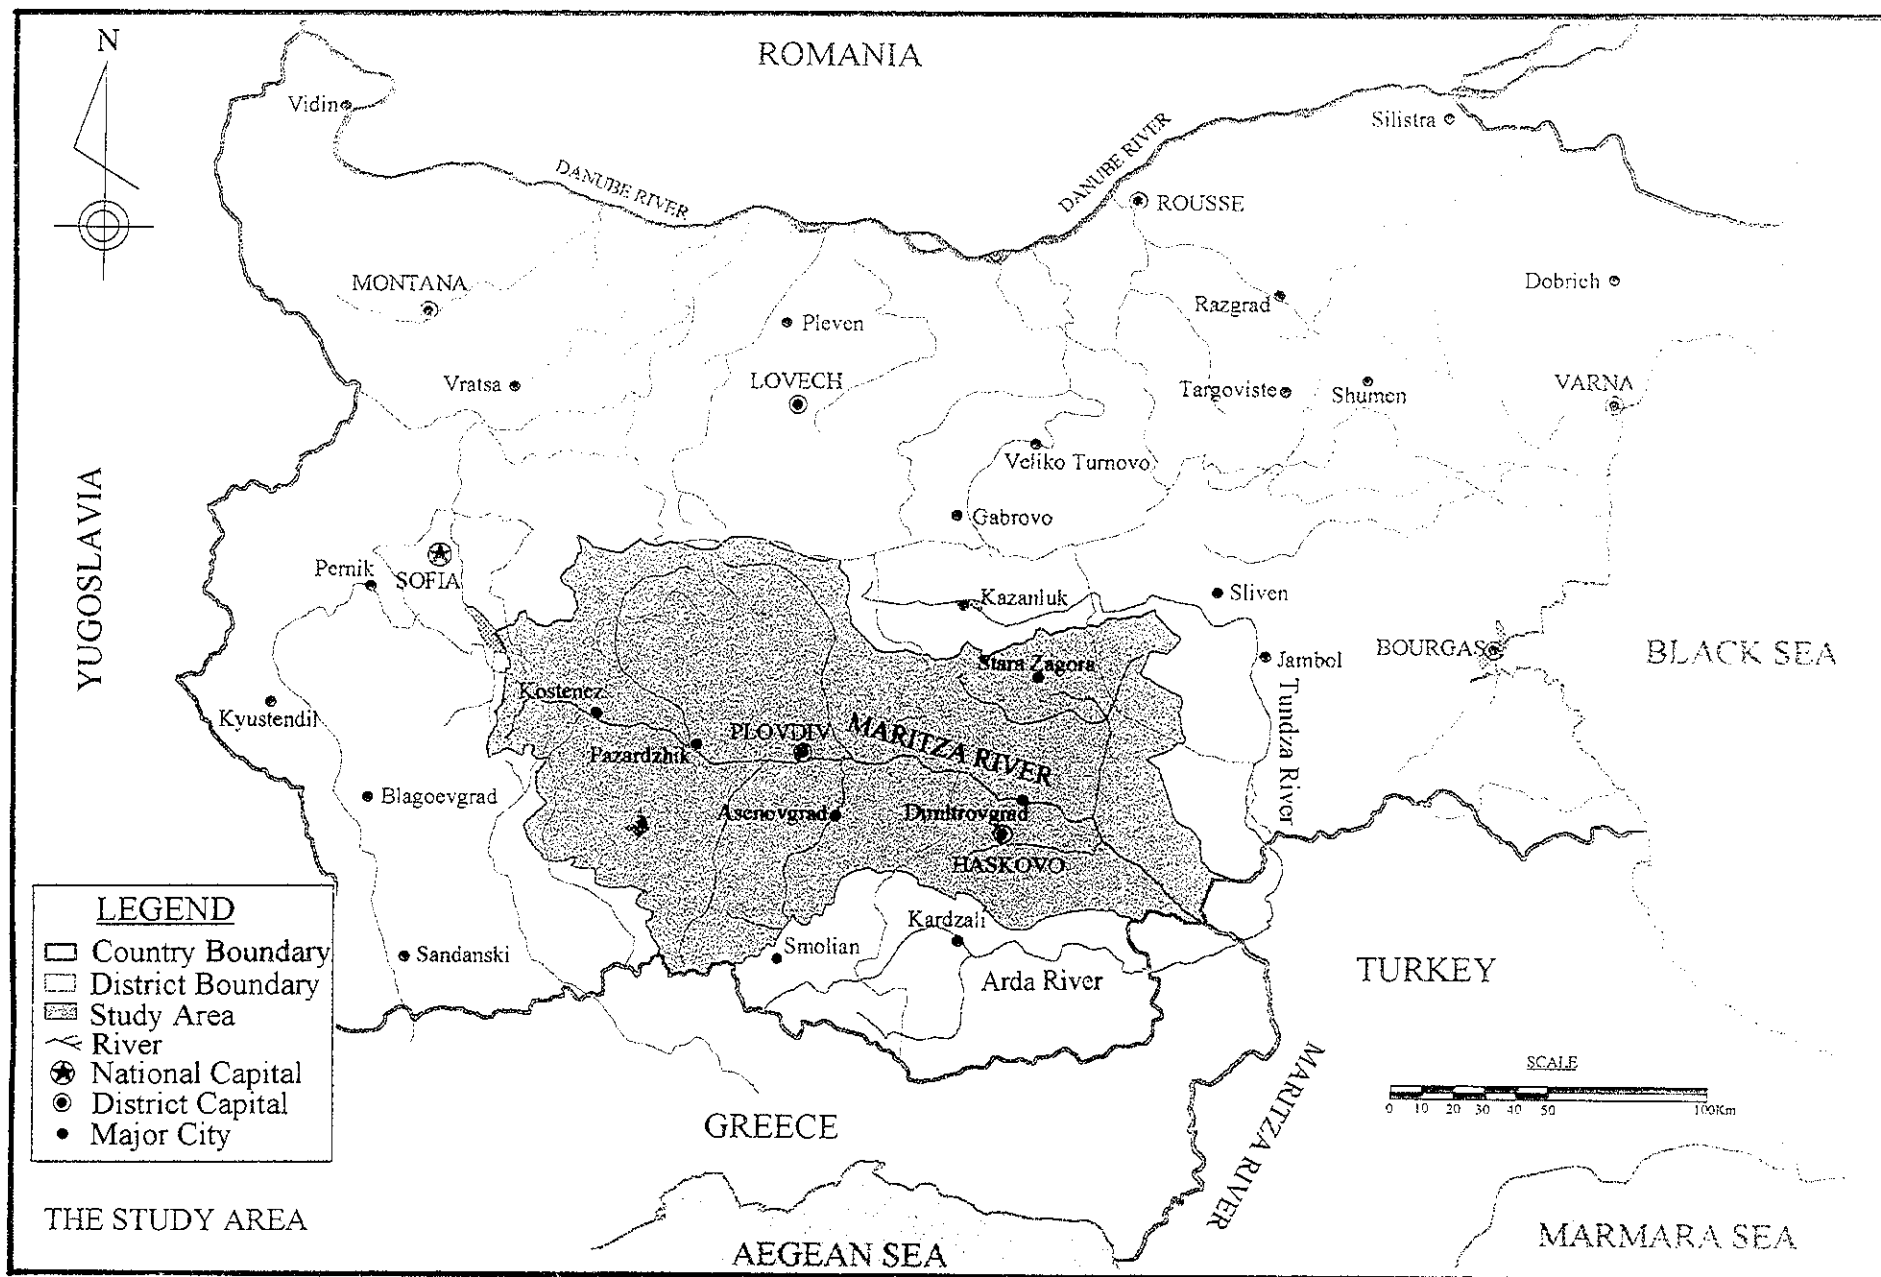 N
ROMANIA
Vidin
Silistra
DANUBE RIVER
DANUBE RIVER
ROUSSE
MONTANA
Dobrich
Razgrad
Pleven
Vratsa
LOVECH
Targoviste
Shumen
VARNA
Veliko Turnovo
YUGOSLAVIA
Gabrovo
Pernik
SOFIA
Kazanluk
Sliven
BOURGAS
BLACK SEA
Stara Zagora
Jambol
Kostenez
Kyustendil
PLOVDIV
MARITZA RIVER
Tundza River
Pazardzhik
Blagoevgrad
Asenovgrad
Dimitrovgrad
HASKOVO
LEGEND
Country Boundary
District Boundary
Study Area
River
National Capital
District Capital
Major City
Kardzali
Sandanski
Smolian
Arda River
TURKEY
SCALE
0 10 20 30 40 50 100Km
MARITZA RIVER
GREECE
THE STUDY AREA
AEGEAN SEA
MARMARA SEA